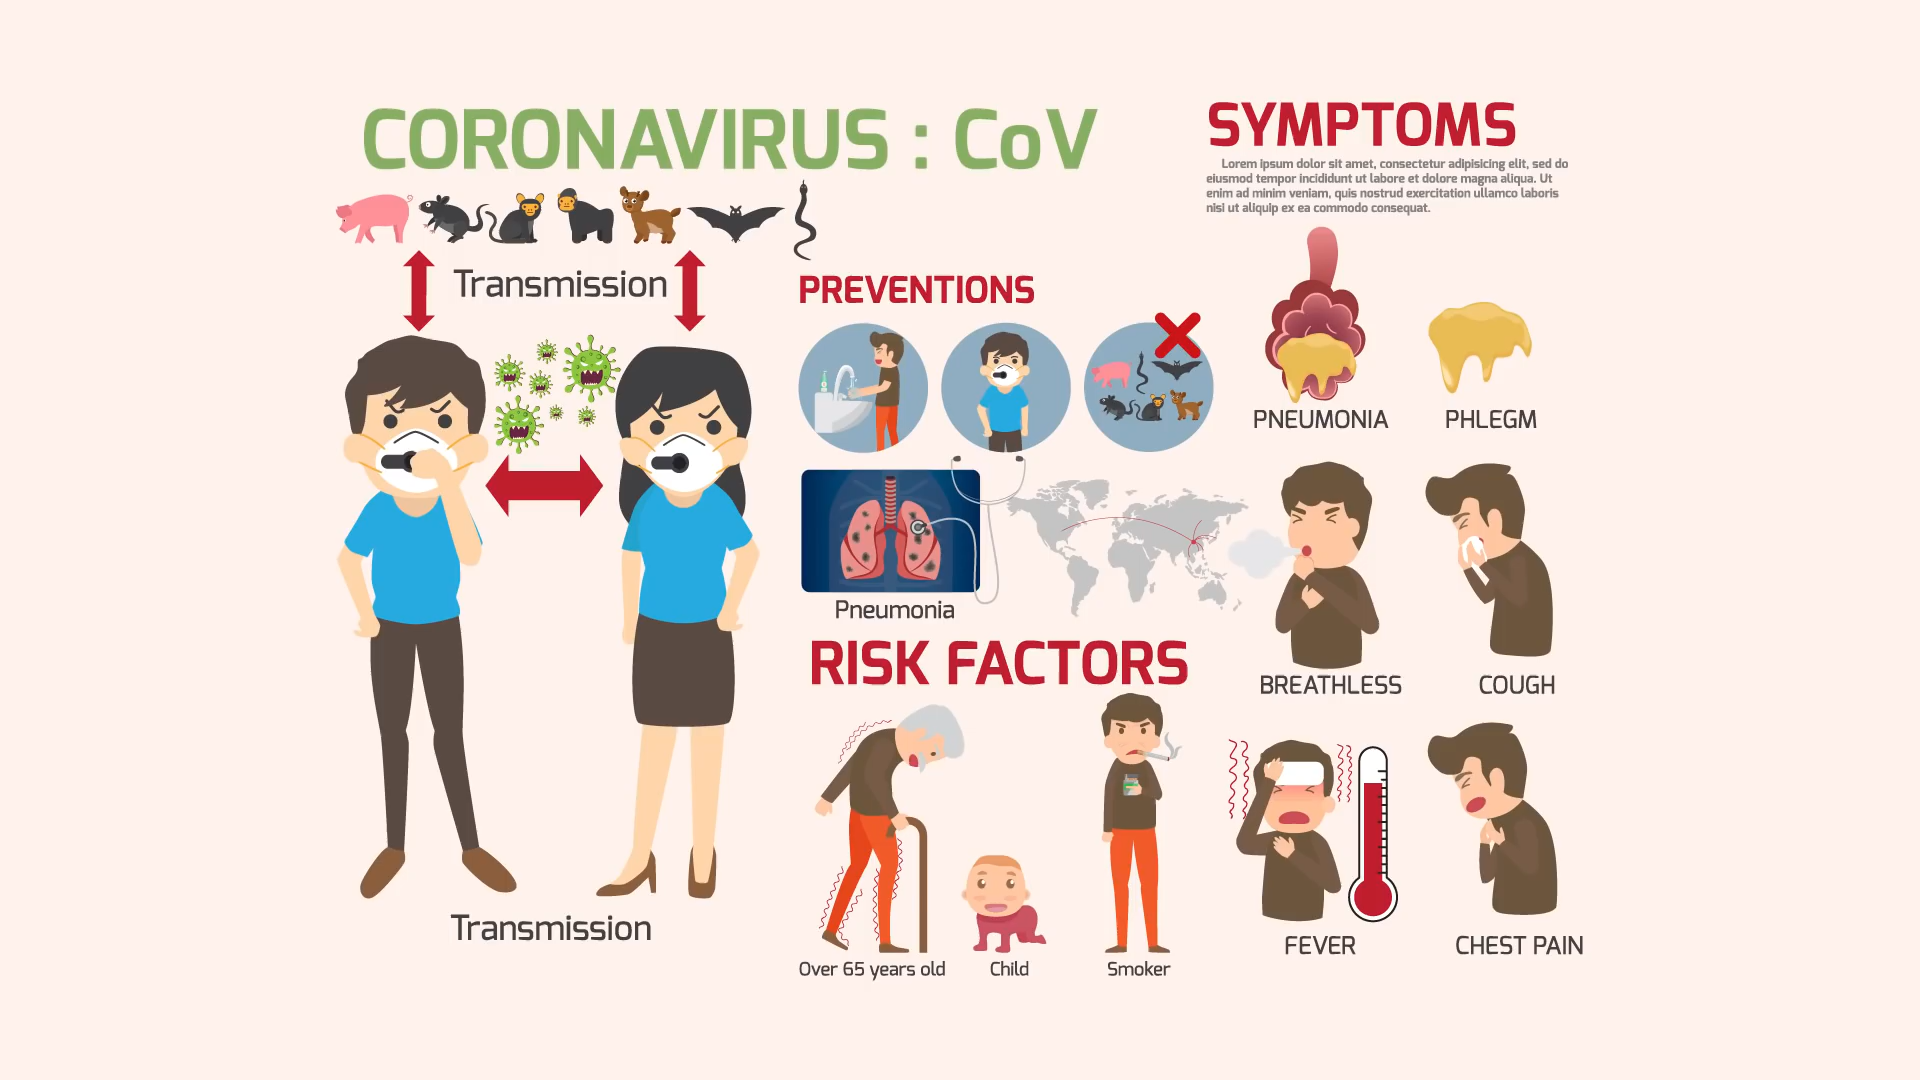 CORONAVIRUS : CoV
Transmission
Transmission
PREVENTIONS
Pneumonia
RISK FACTORS
Over 65 years old
Child
Smoker
SYMPTOMS
Lorem ipsum dolor sit amet, consectetur adipisicing elit, sed do
eiusmod tempor incididunt ut labore et dolore magna aliqua. Ut
enim ad minim veniam, quis nostrud exercitation ullamco laboris
nisi ut aliquip ex ea commodo consequat.
PNEUMONIA
PHLEGM
BREATHLESS
COUGH
FEVER
CHEST PAIN